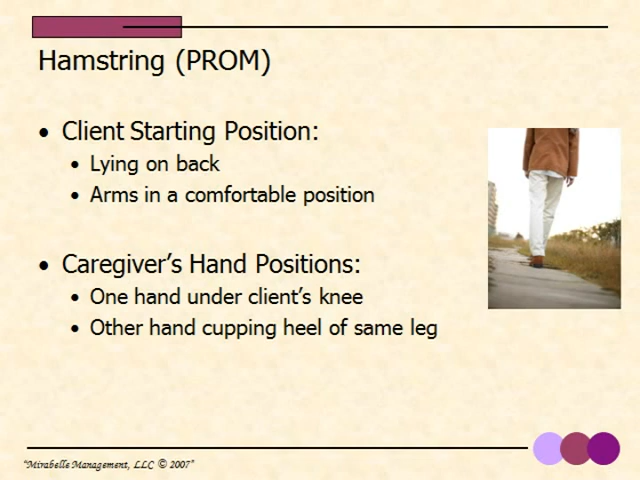 Hamstring (PROM)
• Client Starting Position:
• Lying on back
• Arms in a comfortable position
• Caregiver’s Hand Positions:
• One hand under client’s knee
• Other hand cupping heel of same leg
“Mirabelle Management, LLC © 2007”